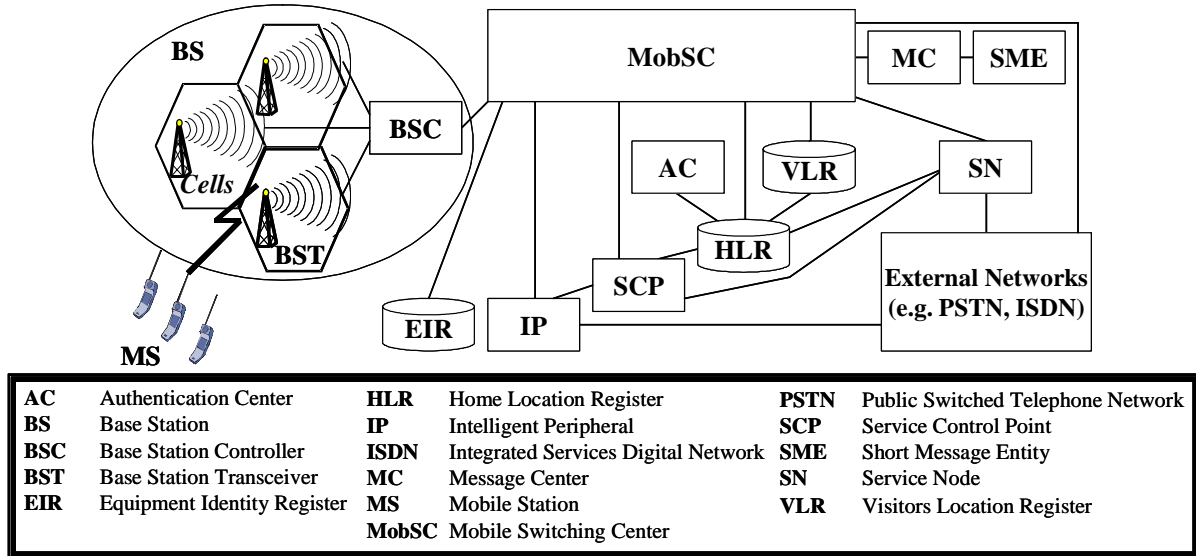 BS
MobSC
MC
SME
BSC
AC
VLR
SN
Cells
HLR
BST
SCP
External Networks
(e.g. PSTN, ISDN)
EIR
IP
MS
AC Authentication Center
BS Base Station
BSC Base Station Controller
BST Base Station Transceiver
EIR Equipment Identity Register
HLR Home Location Register
IP Intelligent Peripheral
ISDN Integrated Services Digital Network
MC Message Center
MS Mobile Station
MobSC Mobile Switching Center
PSTN Public Switched Telephone Network
SCP Service Control Point
SME Short Message Entity
SN Service Node
VLR Visitors Location Register